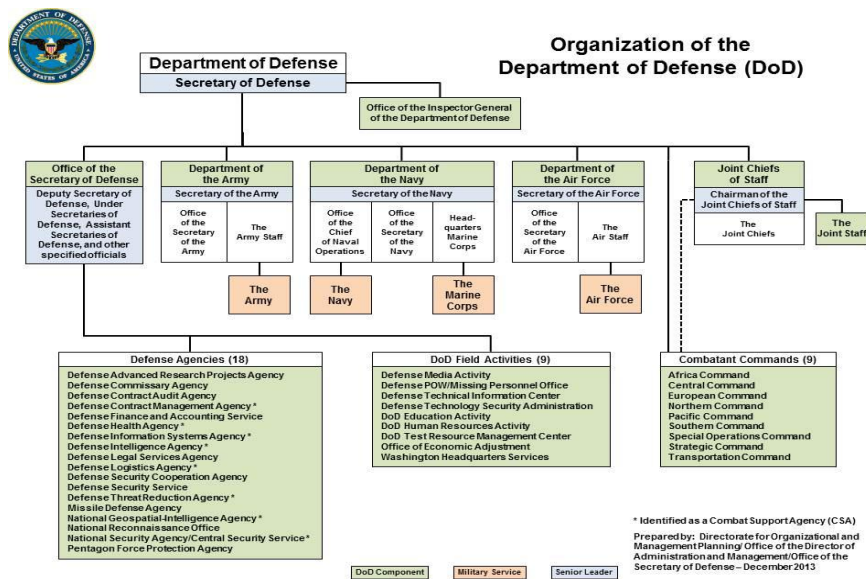 DEPARTMENT OF DEFENSE
UNITED STATES OF AMERICA
Organization of the
Department of Defense (DoD)
Department of Defense
Secretary of Defense
Office of the Inspector General
of the Department of Defense
Office of the
Secretary of Defense
Deputy Secretary of
Defense, Under
Secretaries of
Defense, Assistant
Secretaries of
Defense, and other
specified officials
Department of
the Army
Secretary of the Army
Office
of the
Secretary
of the
Army
The
Army Staff
The
Army
Department of
the Navy
Secretary of the Navy
Office
of the
Chief
of Naval
Operations
Office
of the
Secretary
of the
Navy
Head-
quarters
Marine
Corps
The
Navy
The
Marine
Corps
Department of
the Air Force
Secretary of the Air Force
Office
of the
Secretary
of the
Air Force
The
Air Staff
The
Air Force
Joint Chiefs
of Staff
Chairman of the
Joint Chiefs of Staff
The
Joint Chiefs
The
Joint Staff
Defense Agencies (18)
Defense Advanced Research Projects Agency
Defense Commissary Agency
Defense Contract Audit Agency
Defense Contract Management Agency *
Defense Finance and Accounting Service
Defense Health Agency *
Defense Information Systems Agency *
Defense Intelligence Agency *
Defense Legal Services Agency
Defense Logistics Agency *
Defense Security Cooperation Agency
Defense Security Service
Defense Threat Reduction Agency *
Missile Defense Agency
National Geospatial-Intelligence Agency *
National Reconnaissance Office
National Security Agency/Central Security Service *
Pentagon Force Protection Agency
DoD Field Activities (9)
Defense Media Activity
Defense POW/Missing Personnel Office
Defense Technical Information Center
Defense Technology Security Administration
DoD Education Activity
DoD Human Resources Activity
DoD Test Resource Management Center
Office of Economic Adjustment
Washington Headquarters Services
Combatant Commands (9)
Africa Command
Central Command
European Command
Northern Command
Pacific Command
Southern Command
Special Operations Command
Strategic Command
Transportation Command
* Identified as a Combat Support Agency (CSA)
Prepared by: Directorate for Organizational and
Management Planning/ Office of the Director of
Administration and Management/Office of the
Secretary of Defense – December 2013
DoD Component
Military Service
Senior Leader